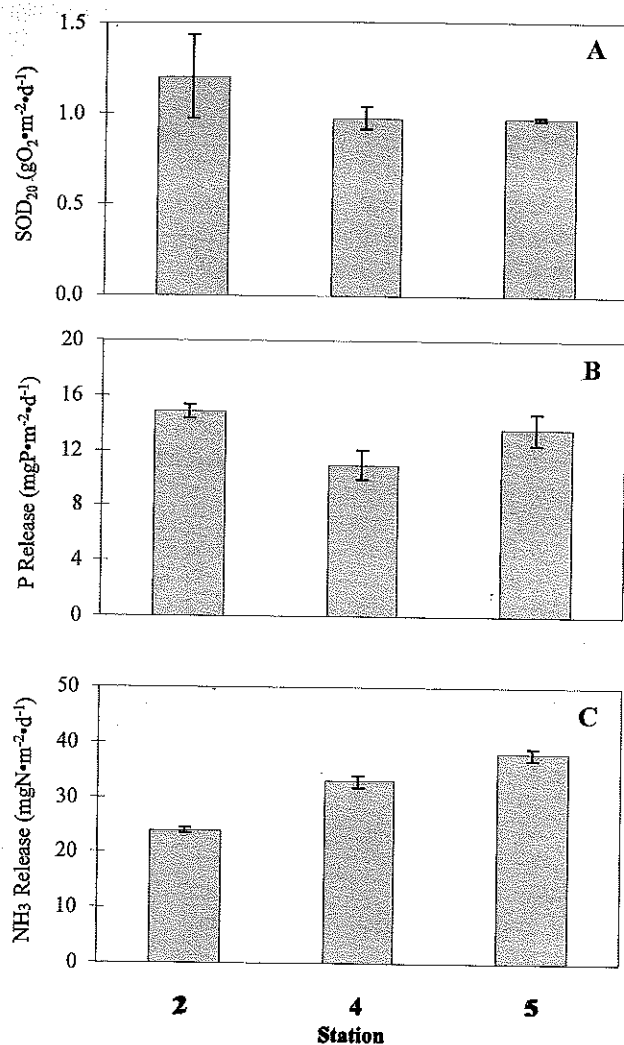 A
SOD₂₀ (gO₂•m⁻²•d⁻¹)
1.5
1.0
0.5
0.0
B
P Release (mgP•m⁻²•d⁻¹)
20
16
12
8
4
0
C
NH₃ Release (mgN•m⁻²•d⁻¹)
50
40
30
20
10
0
2 4 5
Station